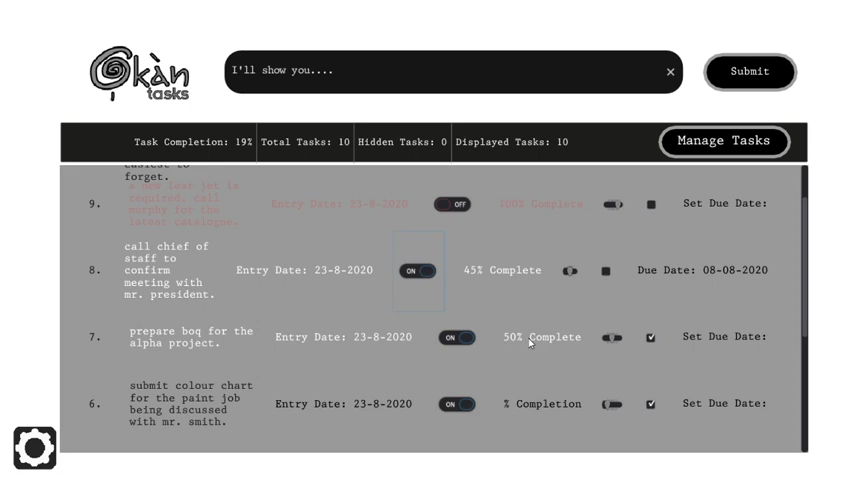 Okàn
tasks
I'll show you....
×
Submit
Task Completion: 19% Total Tasks: 10 Hidden Tasks: 0 Displayed Tasks: 10
Manage Tasks
easiest to
forget.
a new lear jet is
required. call
murphy for the
latest catalogue.
9.
Entry Date: 23-8-2020
OFF
100% Complete
Set Due Date:
call chief of
staff to
confirm
meeting with
mr. president.
8.
Entry Date: 23-8-2020
ON
45% Complete
Due Date: 08-08-2020
7.
prepare boq for the
alpha project.
Entry Date: 23-8-2020
ON
50% Complete
Set Due Date:
submit colour chart
for the paint job
being discussed
with mr. smith.
6.
Entry Date: 23-8-2020
ON
% Completion
Set Due Date: